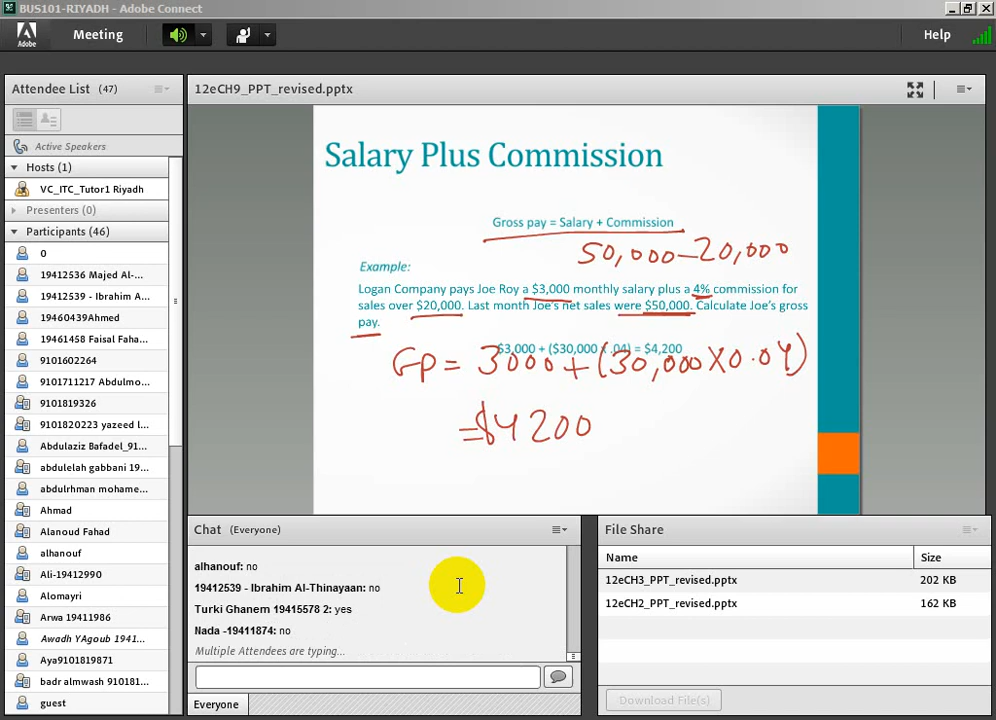 BUS101-RIYADH - Adobe Connect
Adobe
Meeting
Help
Attendee List (47)
Active Speakers
Hosts (1)
VC_ITC_Tutor1 Riyadh
Presenters (0)
Participants (46)
0
19412536 Majed Al-...
19412539 - Ibrahim A...
19460439Ahmed
19461458 Faisal Faha...
9101602264
9101711217 Abdulmo...
9101819326
9101820223 yazeed l...
Abdulaziz Bafadel_91...
abdulelah gabbani 19...
abdulrhman mohame...
Ahmad
Alanoud Fahad
alhanouf
Ali-19412990
Alomayri
Arwa 19411986
Awadh YAgoub 1941...
Aya9101819871
badr almwash 910181...
guest
12eCH9_PPT_revised.pptx
Salary Plus Commission
Gross pay = Salary + Commission
50,000-20,000
Example:
Logan Company pays Joe Roy a $3,000 monthly salary plus a 4% commission for
sales over $20,000. Last month Joe's net sales were $50,000. Calculate Joe's gross
pay.
$3,000 + ($30,000 x .04) = $4,200
GP = 3000+(30,000X0.04)
=$4200
Chat (Everyone)
alhanouf: no
19412539 - Ibrahim Al-Thinayaan: no
Turki Ghanem 19415578 2: yes
Nada -19411874: no
Multiple Attendees are typing...
Everyone
File Share
Name Size
12eCH3_PPT_revised.pptx 202 KB
12eCH2_PPT_revised.pptx 162 KB
Download File(s)